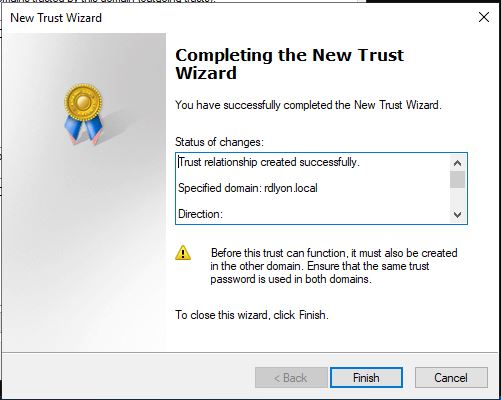 New Trust Wizard
Completing the New Trust
Wizard
You have successfully completed the New Trust Wizard.
Status of changes:
Trust relationship created successfully.
Specified domain: rdlyon.local
Direction:
Before this trust can function, it must also be created
in the other domain. Ensure that the same trust
password is used in both domains.
To close this wizard, click Finish.
< Back
Finish
Cancel